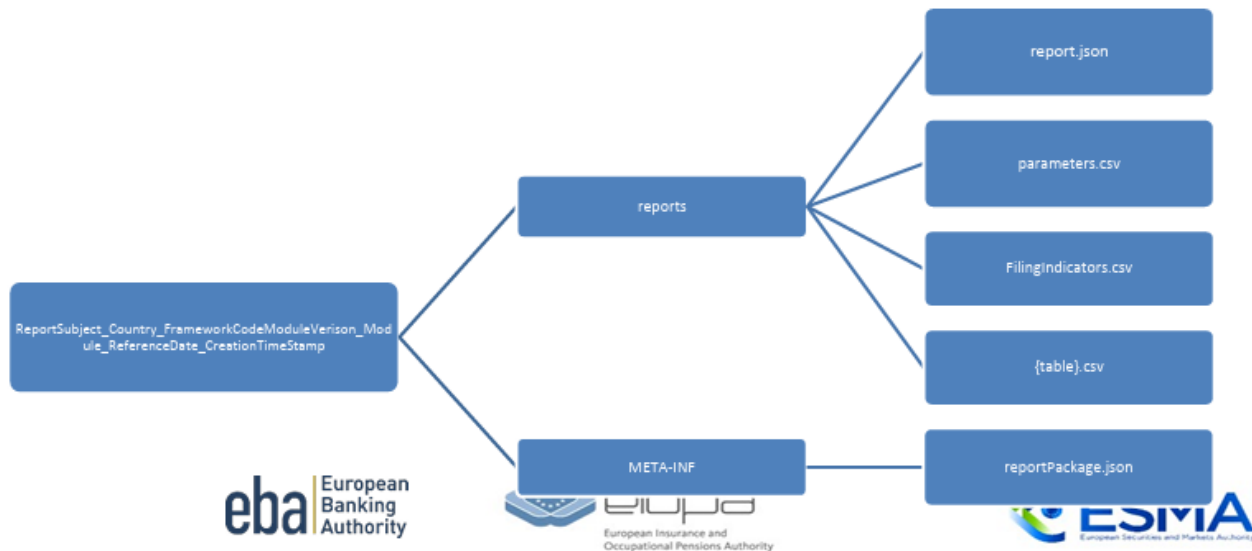 report.json
parameters.csv
reports
FilingIndicators.csv
ReportSubject_Country_FrameworkCodeModuleVerison_Mod
ule_ReferenceDate_CreationTimeStamp
{table}.csv
META-INF
reportPackage.json
eba European
Banking
Authority
eiopa
European Insurance and
Occupational Pensions Authority
ESMA
European Securities and Markets Authority